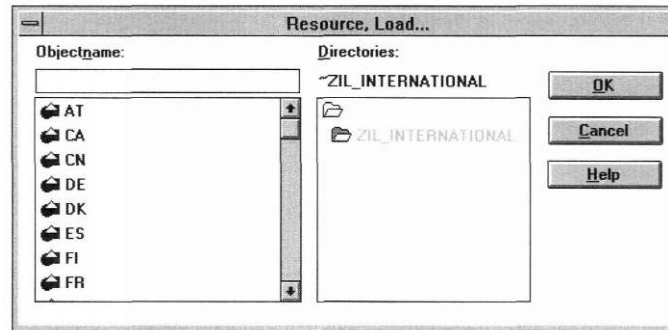 Resource, Load...
Objectname:
AT
CA
CN
DE
DK
ES
FI
FR
Directories:
~ZIL_INTERNATIONAL
ZIL_INTERNATIONAL
OK
Cancel
Help